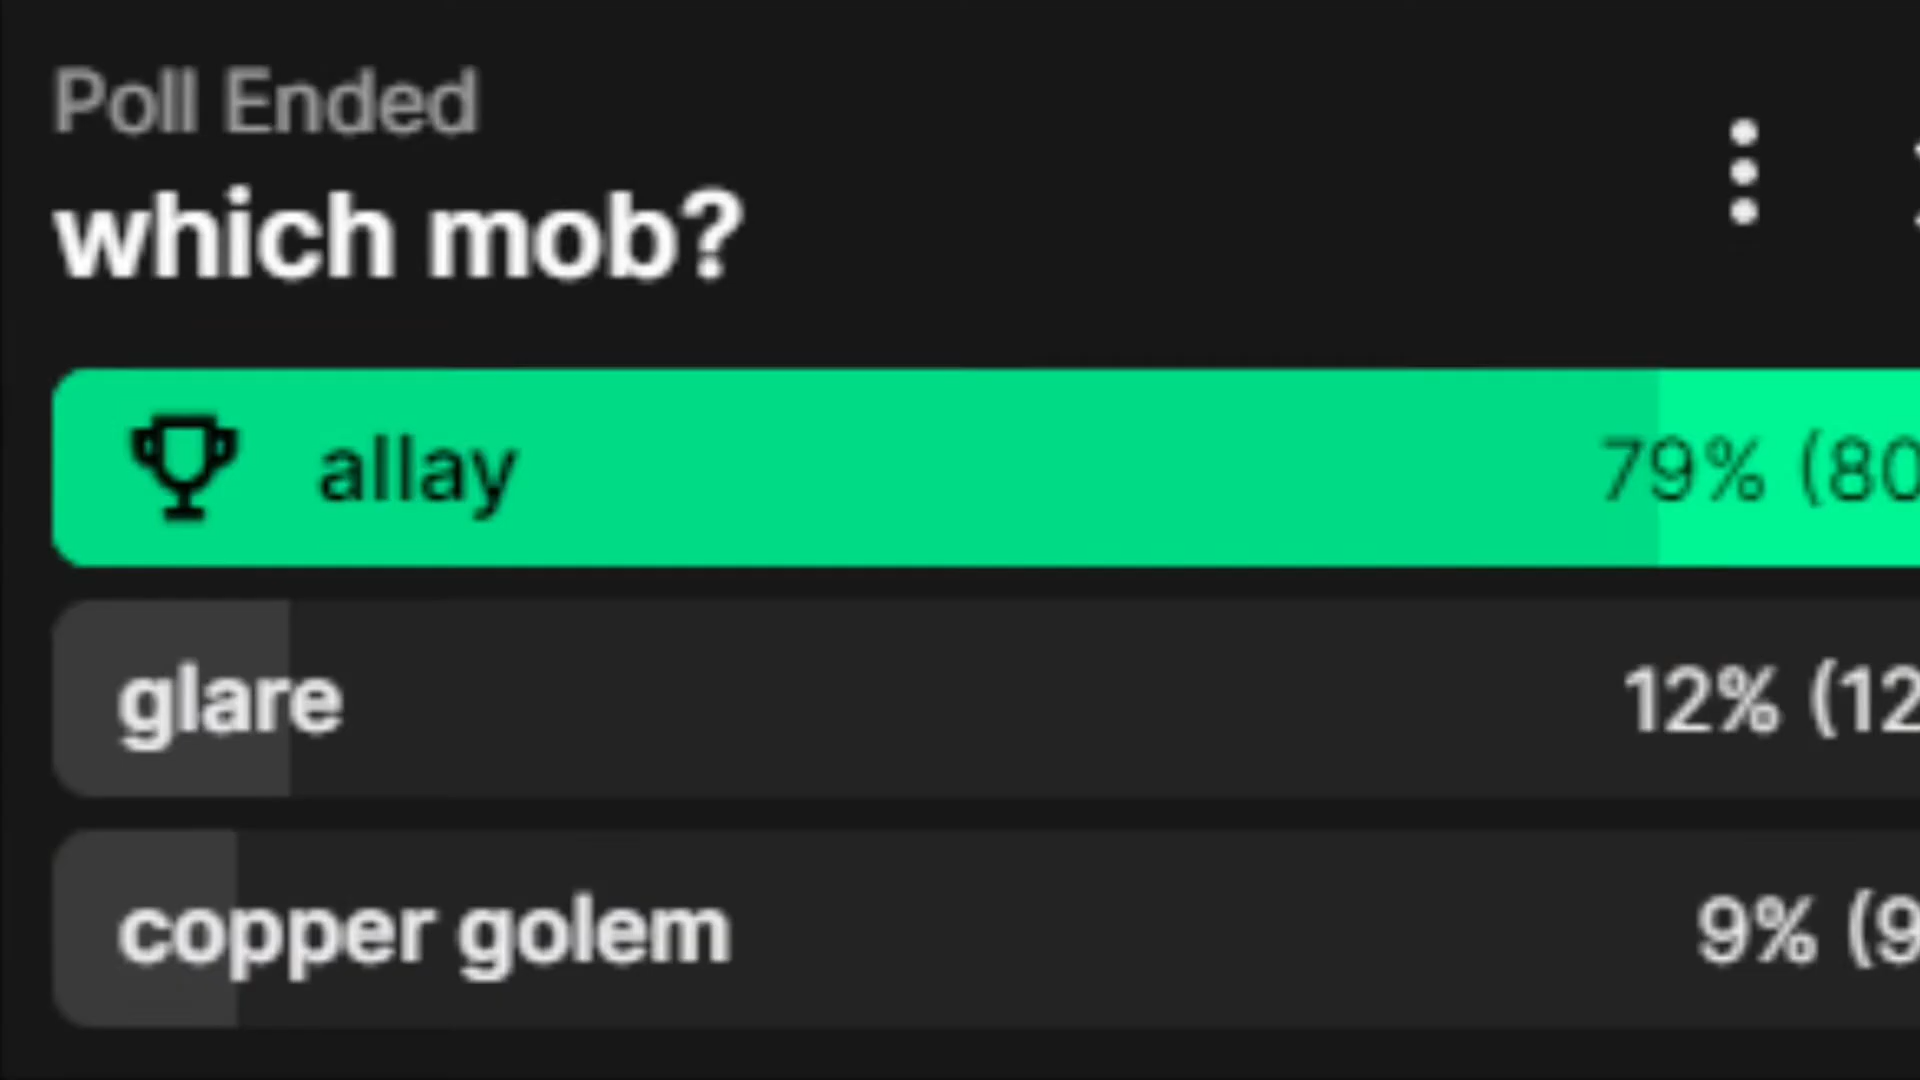 Poll Ended
which mob?
allay 79% (80
glare 12% (12
copper golem 9% (9